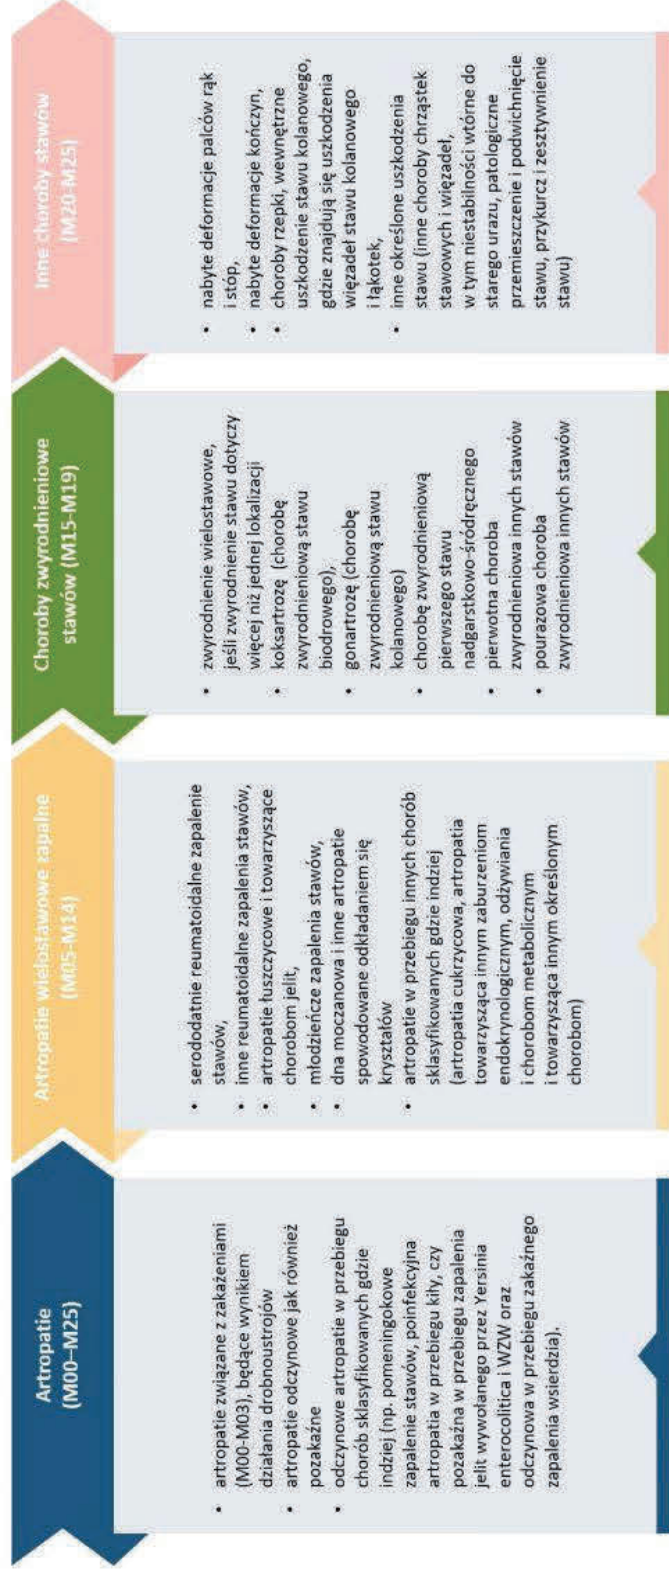 Artropatie
(M00–M25)
• artropatie związane z zakażeniami
(M00-M03), będące wynikiem
działania drobnoustrojów
• artropatie odczynowe jak również
pozakaźne
• odczynowe artropatie w przebiegu
chorób sklasyfikowanych gdzie
indziej (np. pomeningokowe
zapalenie stawów, poinfekcyjna
artropatia w przebiegu kiły, czy
pozakaźna w przebiegu zapalenia
jelit wywołanego przez Yersinia
enterocolitica i WZW oraz
odczynowa w przebiegu zakaźnego
zapalenia wsierdzia).
Artropatie wielostawowe zapalne
(M05-M14)
• serododatnie reumatoidalne zapalenie
stawów,
• inne reumatoidalne zapalenia stawów,
• artropatie łuszczycowe i towarzyszące
chorobom jelit,
• młodzieńcze zapalenia stawów,
• dna moczanowa i inne artropatie
spowodowane odkładaniem się
kryształów
• artropatie w przebiegu innych chorób
sklasyfikowanych gdzie indziej
(artropatia cukrzycowa, artropatia
towarzysząca innym zaburzeniom
endokrynologicznym, odżywiania
i chorobom metabolicznym
i towarzysząca innym określonym
chorobom)
Choroby zwyrodnieniowe
stawów (M15-M19)
• zwyrodnienie wielostawowe,
jeśli zwyrodnienie stawu dotyczy
więcej niż jednej lokalizacji
• koksartrozę (chorobę
zwyrodnieniową stawu
biodrowego),
• gonartrozę (chorobę
zwyrodnieniową stawu
kolanowego)
• chorobę zwyrodnieniową
pierwszego stawu
nadgarstkowo-śródręcznego
• pierwotna choroba
zwyrodnieniowa innych stawów
• pourazowa choroba
zwyrodnieniowa innych stawów
Inne choroby stawów
(M20-M25)
• nabyte deformacje palców rąk
i stóp,
• nabyte deformacje kończyn,
• choroby rzepki, wewnętrzne
uszkodzenie stawu kolanowego,
gdzie znajdują się uszkodzenia
więzadeł stawu kolanowego
i łąkotek,
• inne określone uszkodzenia
stawu (inne choroby chrząstek
stawowych i więzadeł,
w tym niestabilności wtórne do
starego urazu, patologiczne
przemieszczenie i podwichnięcie
stawu, przykurcz i zesztywnienie
stawu)